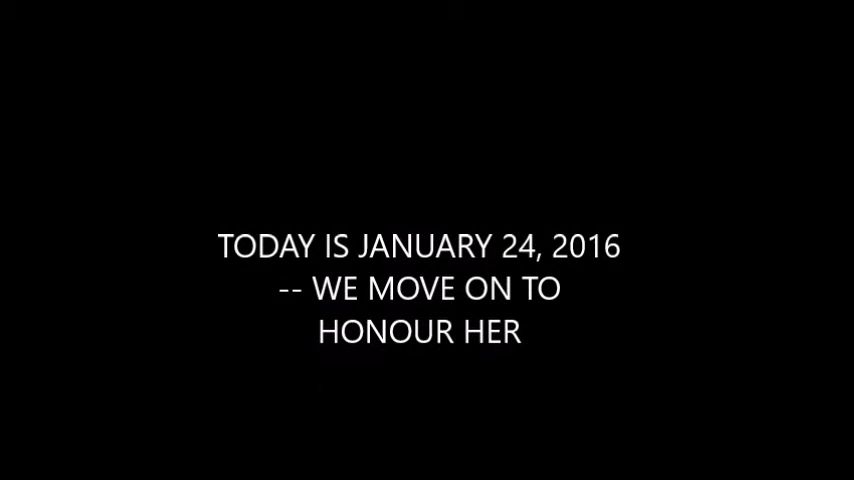 TODAY IS JANUARY 24, 2016
-- WE MOVE ON TO
HONOUR HER